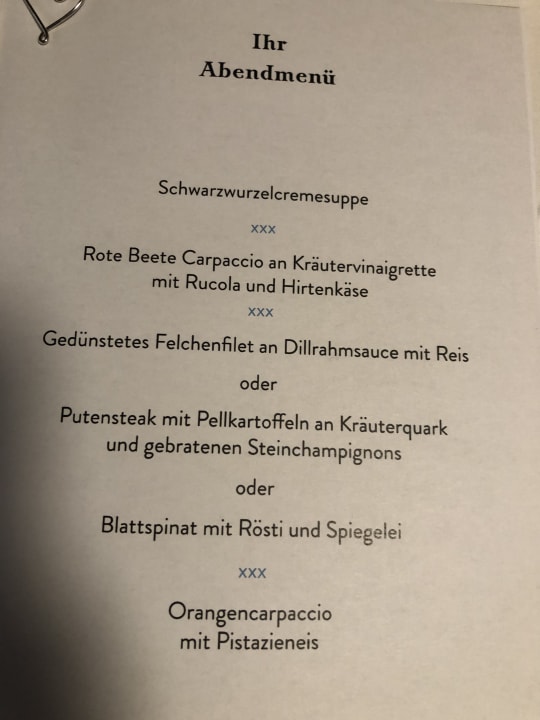 Ihr
Abendmenü
Schwarzwurzelcremesuppe
xxx
Rote Beete Carpaccio an Kräutervinaigrette
mit Rucola und Hirtenkäse
xxx
Gedünstetes Felchenfilet an Dillrahmsauce mit Reis
oder
Putensteak mit Pellkartoffeln an Kräuterquark
und gebratenen Steinchampignons
oder
Blattspinat mit Rösti und Spiegelei
xxx
Orangencarpaccio
mit Pistazieneis